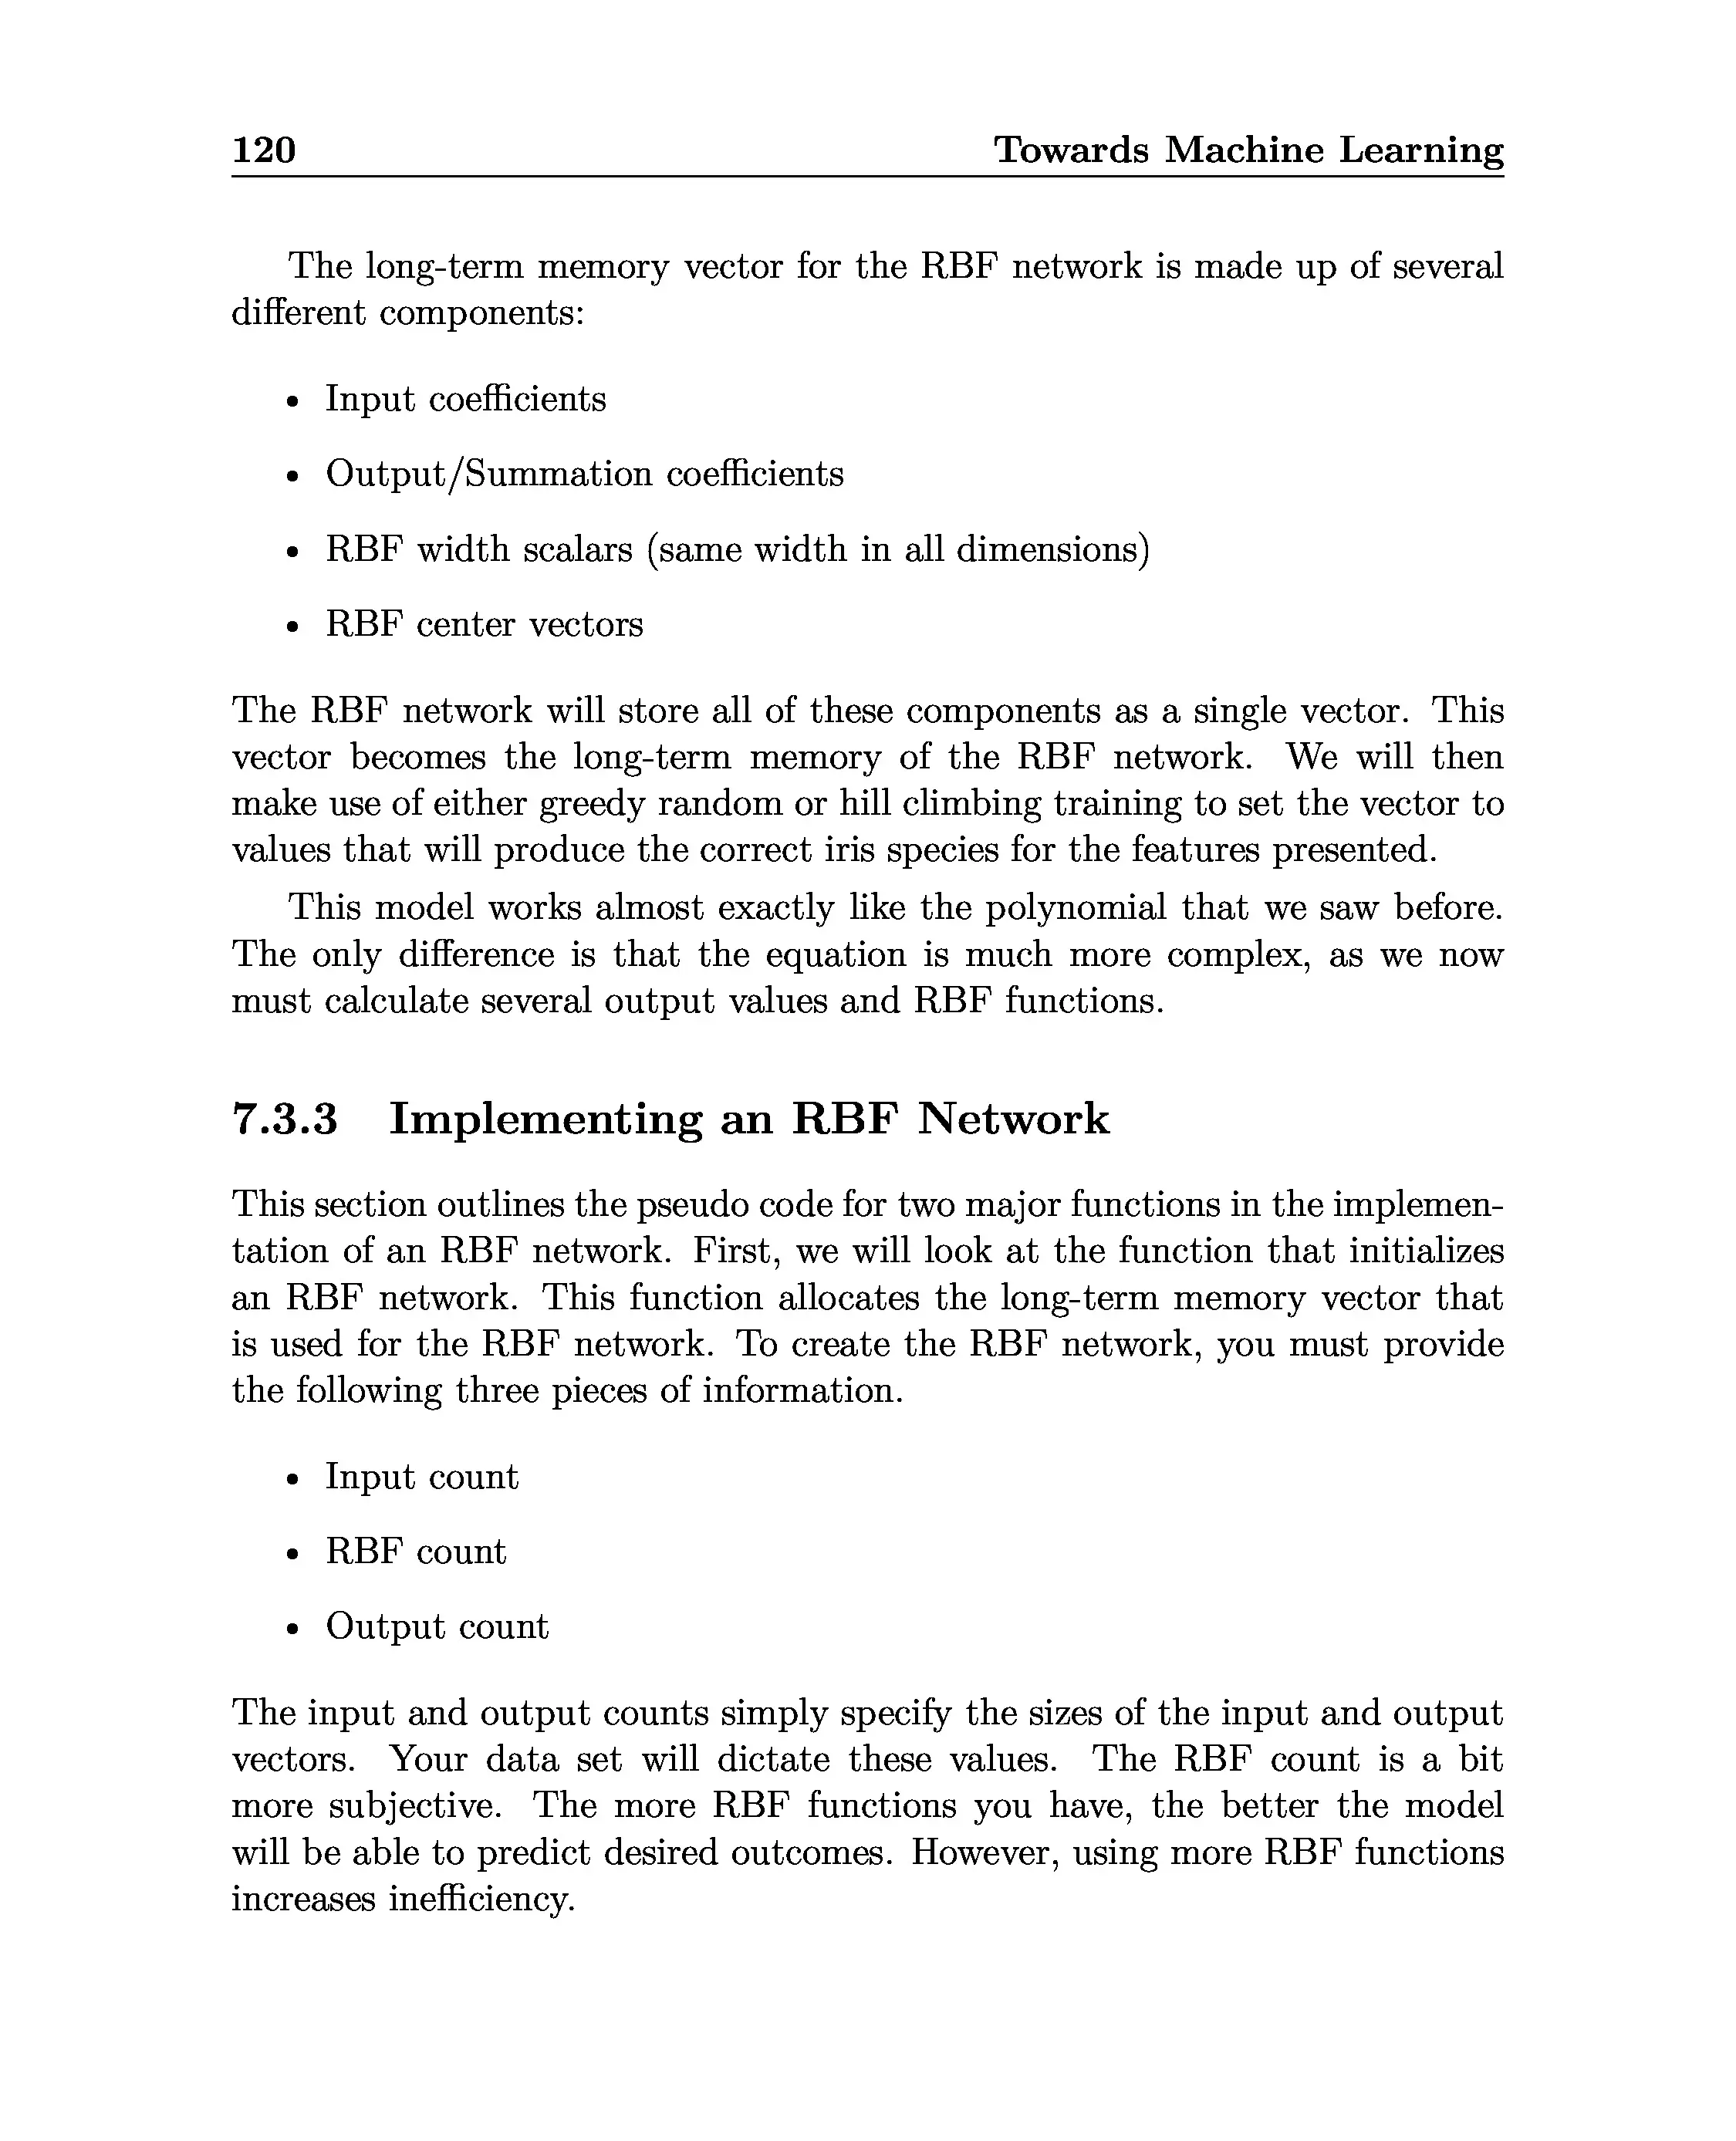 120 Towards Machine Learning
The long-term memory vector for the RBF network is made up of several
different components:
• Input coefficients
• Output/Summation coefficients
• RBF width scalars (same width in all dimensions)
• RBF center vectors
The RBF network will store all of these components as a single vector. This
vector becomes the long-term memory of the RBF network. We will then
make use of either greedy random or hill climbing training to set the vector to
values that will produce the correct iris species for the features presented.
This model works almost exactly like the polynomial that we saw before.
The only difference is that the equation is much more complex, as we now
must calculate several output values and RBF functions.
7.3.3 Implementing an RBF Network
This section outlines the pseudo code for two major functions in the implemen-
tation of an RBF network. First, we will look at the function that initializes
an RBF network. This function allocates the long-term memory vector that
is used for the RBF network. To create the RBF network, you must provide
the following three pieces of information.
• Input count
• RBF count
• Output count
The input and output counts simply specify the sizes of the input and output
vectors. Your data set will dictate these values. The RBF count is a bit
more subjective. The more RBF functions you have, the better the model
will be able to predict desired outcomes. However, using more RBF functions
increases inefficiency.